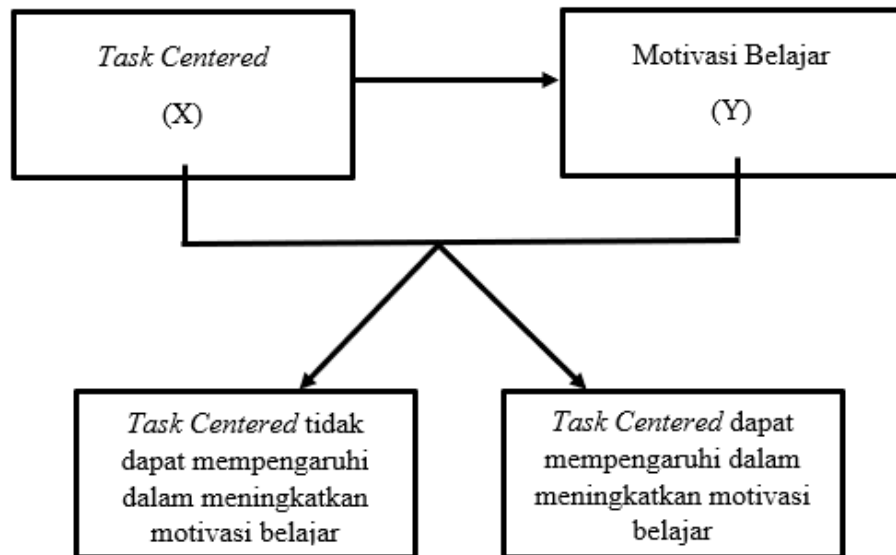 Task Centered
(X)
Motivasi Belajar
(Y)
Task Centered tidak
dapat mempengaruhi
dalam meningkatkan
motivasi belajar
Task Centered dapat
mempengaruhi dalam
meningkatkan motivasi
belajar